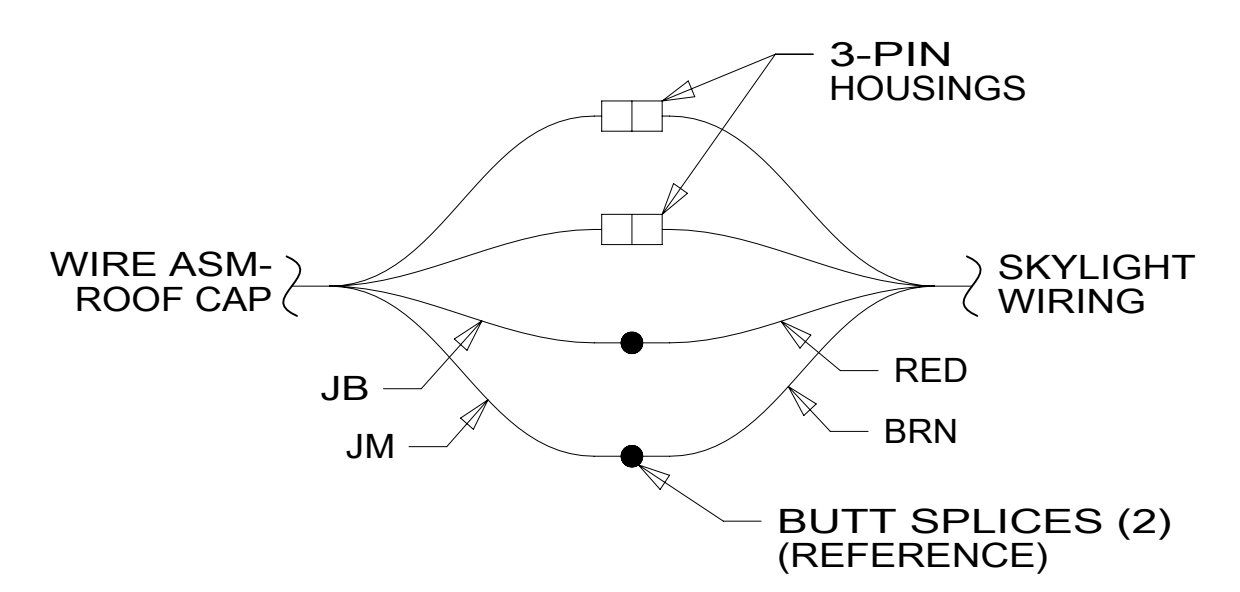 3-PIN
HOUSINGS
WIRE ASM-
ROOF CAP
SKYLIGHT
WIRING
JB
RED
JM
BRN
BUTT SPLICES (2)
(REFERENCE)